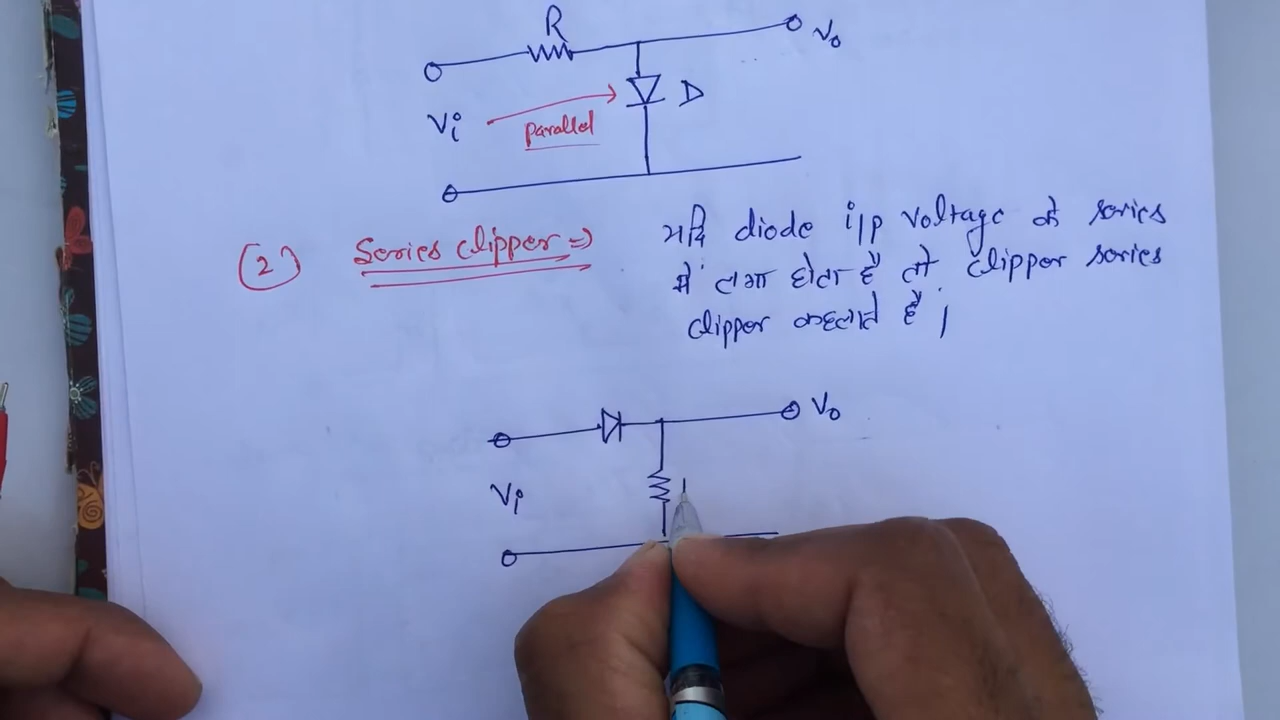 R
Vo
D
Vi
parallel
(2) Series clipper => यदि diode i/p voltage के series
में लगा होता है तो clipper series
clipper कहलाते है।
Vo
Vi